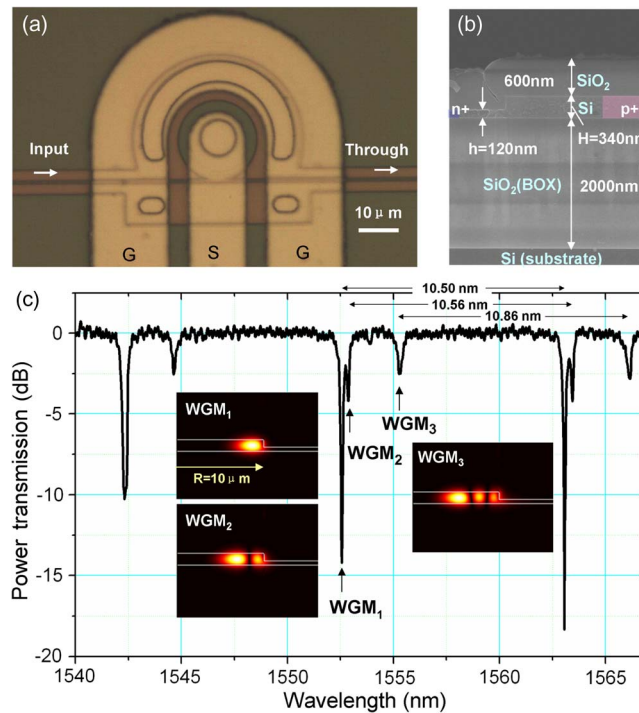 (a)
Input
Through
10 μm
G
S
G
(b)
600nm
SiO2
Si
n+
p+
h=120nm
H=340nm
SiO2(BOX)
2000nm
Si (substrate)
(c)
10.50 nm
10.56 nm
10.86 nm
Power transmission (dB)
0
-5
-10
-15
-20
WGM1
R=10 μm
WGM2
WGM3
WGM2
WGM3
WGM1
1540
1545
1550
1555
1560
1565
Wavelength (nm)